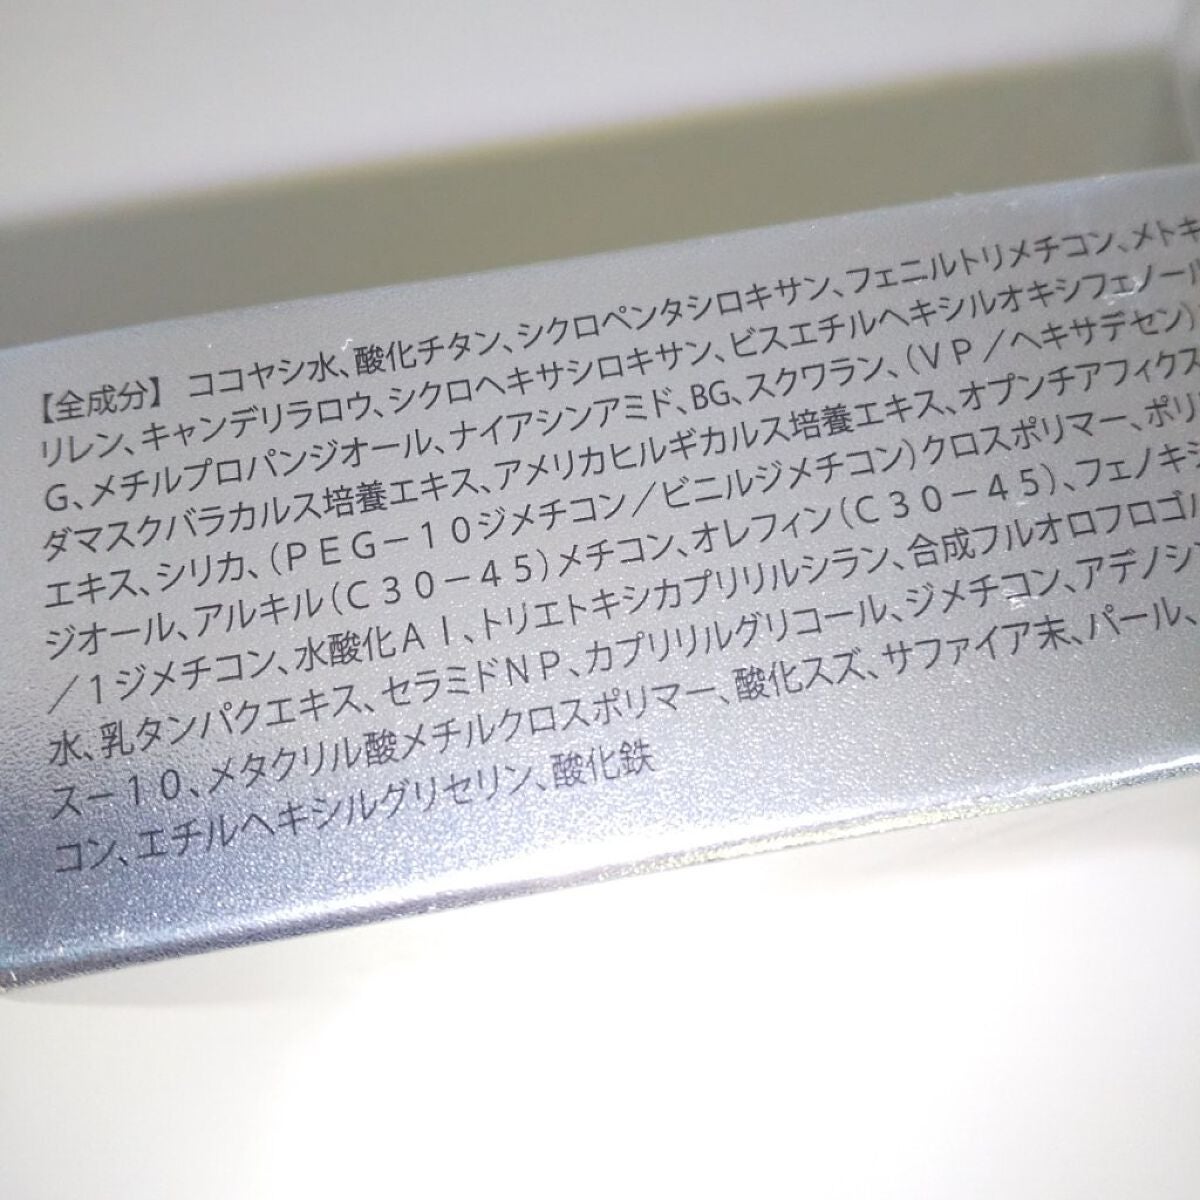 【全成分】ココヤシ水、酸化チタン、シクロペンタシロキサン、フェニルトリメチコン、メトキ
リレン、キャンデリラロウ、シクロヘキサシロキサン、ビスエチルヘキシルオキシフェノール
G、メチルプロパンジオール、ナイアシンアミド、BG、スクワラン、(VP/ヘキサデセン)
ダマスクバラカルス培養エキス、アメリカヒルギカルス培養エキス、オプンチアフィクス
エキス、シリカ、(PEG-10ジメチコン/ビニルジメチコン)クロスポリマー、ポリ
ジオール、アルキル(C30-45)メチコン、オレフィン(C30-45)、フェノキシ
/1ジメチコン、水酸化Al、トリエトキシカプリリルシラン、合成フルオロフロゴ
水、乳タンパクエキス、セラミドNP、カプリリルグリコール、ジメチコン、アデノシ
ス-10、メタクリル酸メチルクロスポリマー、酸化スズ、サファイア末、パール、
コン、エチルヘキシルグリセリン、酸化鉄